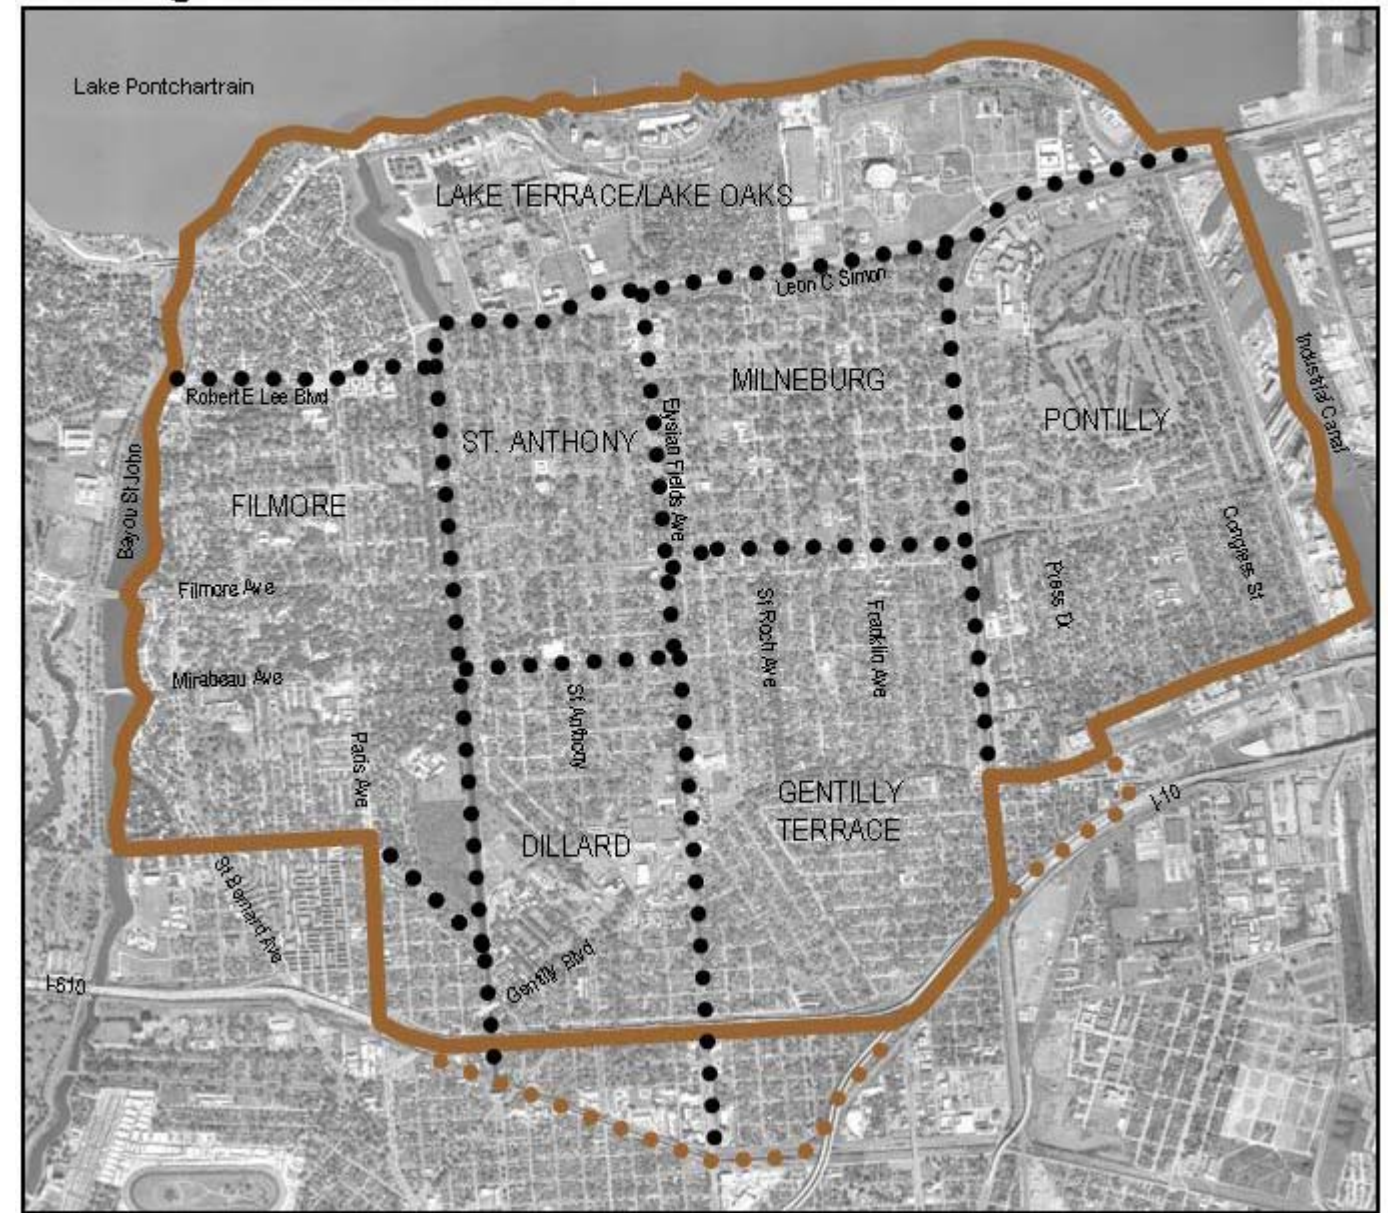 Lake Pontchartrain
LAKE TERRACE/LAKE OAKS
Leon C Simon
Robert E Lee Blvd
MILNEBURG
Industrial Canal
ST. ANTHONY
Elysian Fields Ave
PONTILLY
Bayou St John
FILMORE
Congress St
Filmore Ave
St Roch Ave
Franklin Ave
Press Dr
Mirabeau Ave
St Anthony
Paris Ave
GENTILLY
TERRACE
I-10
DILLARD
St Bernard Ave
Gentilly Blvd
I-610